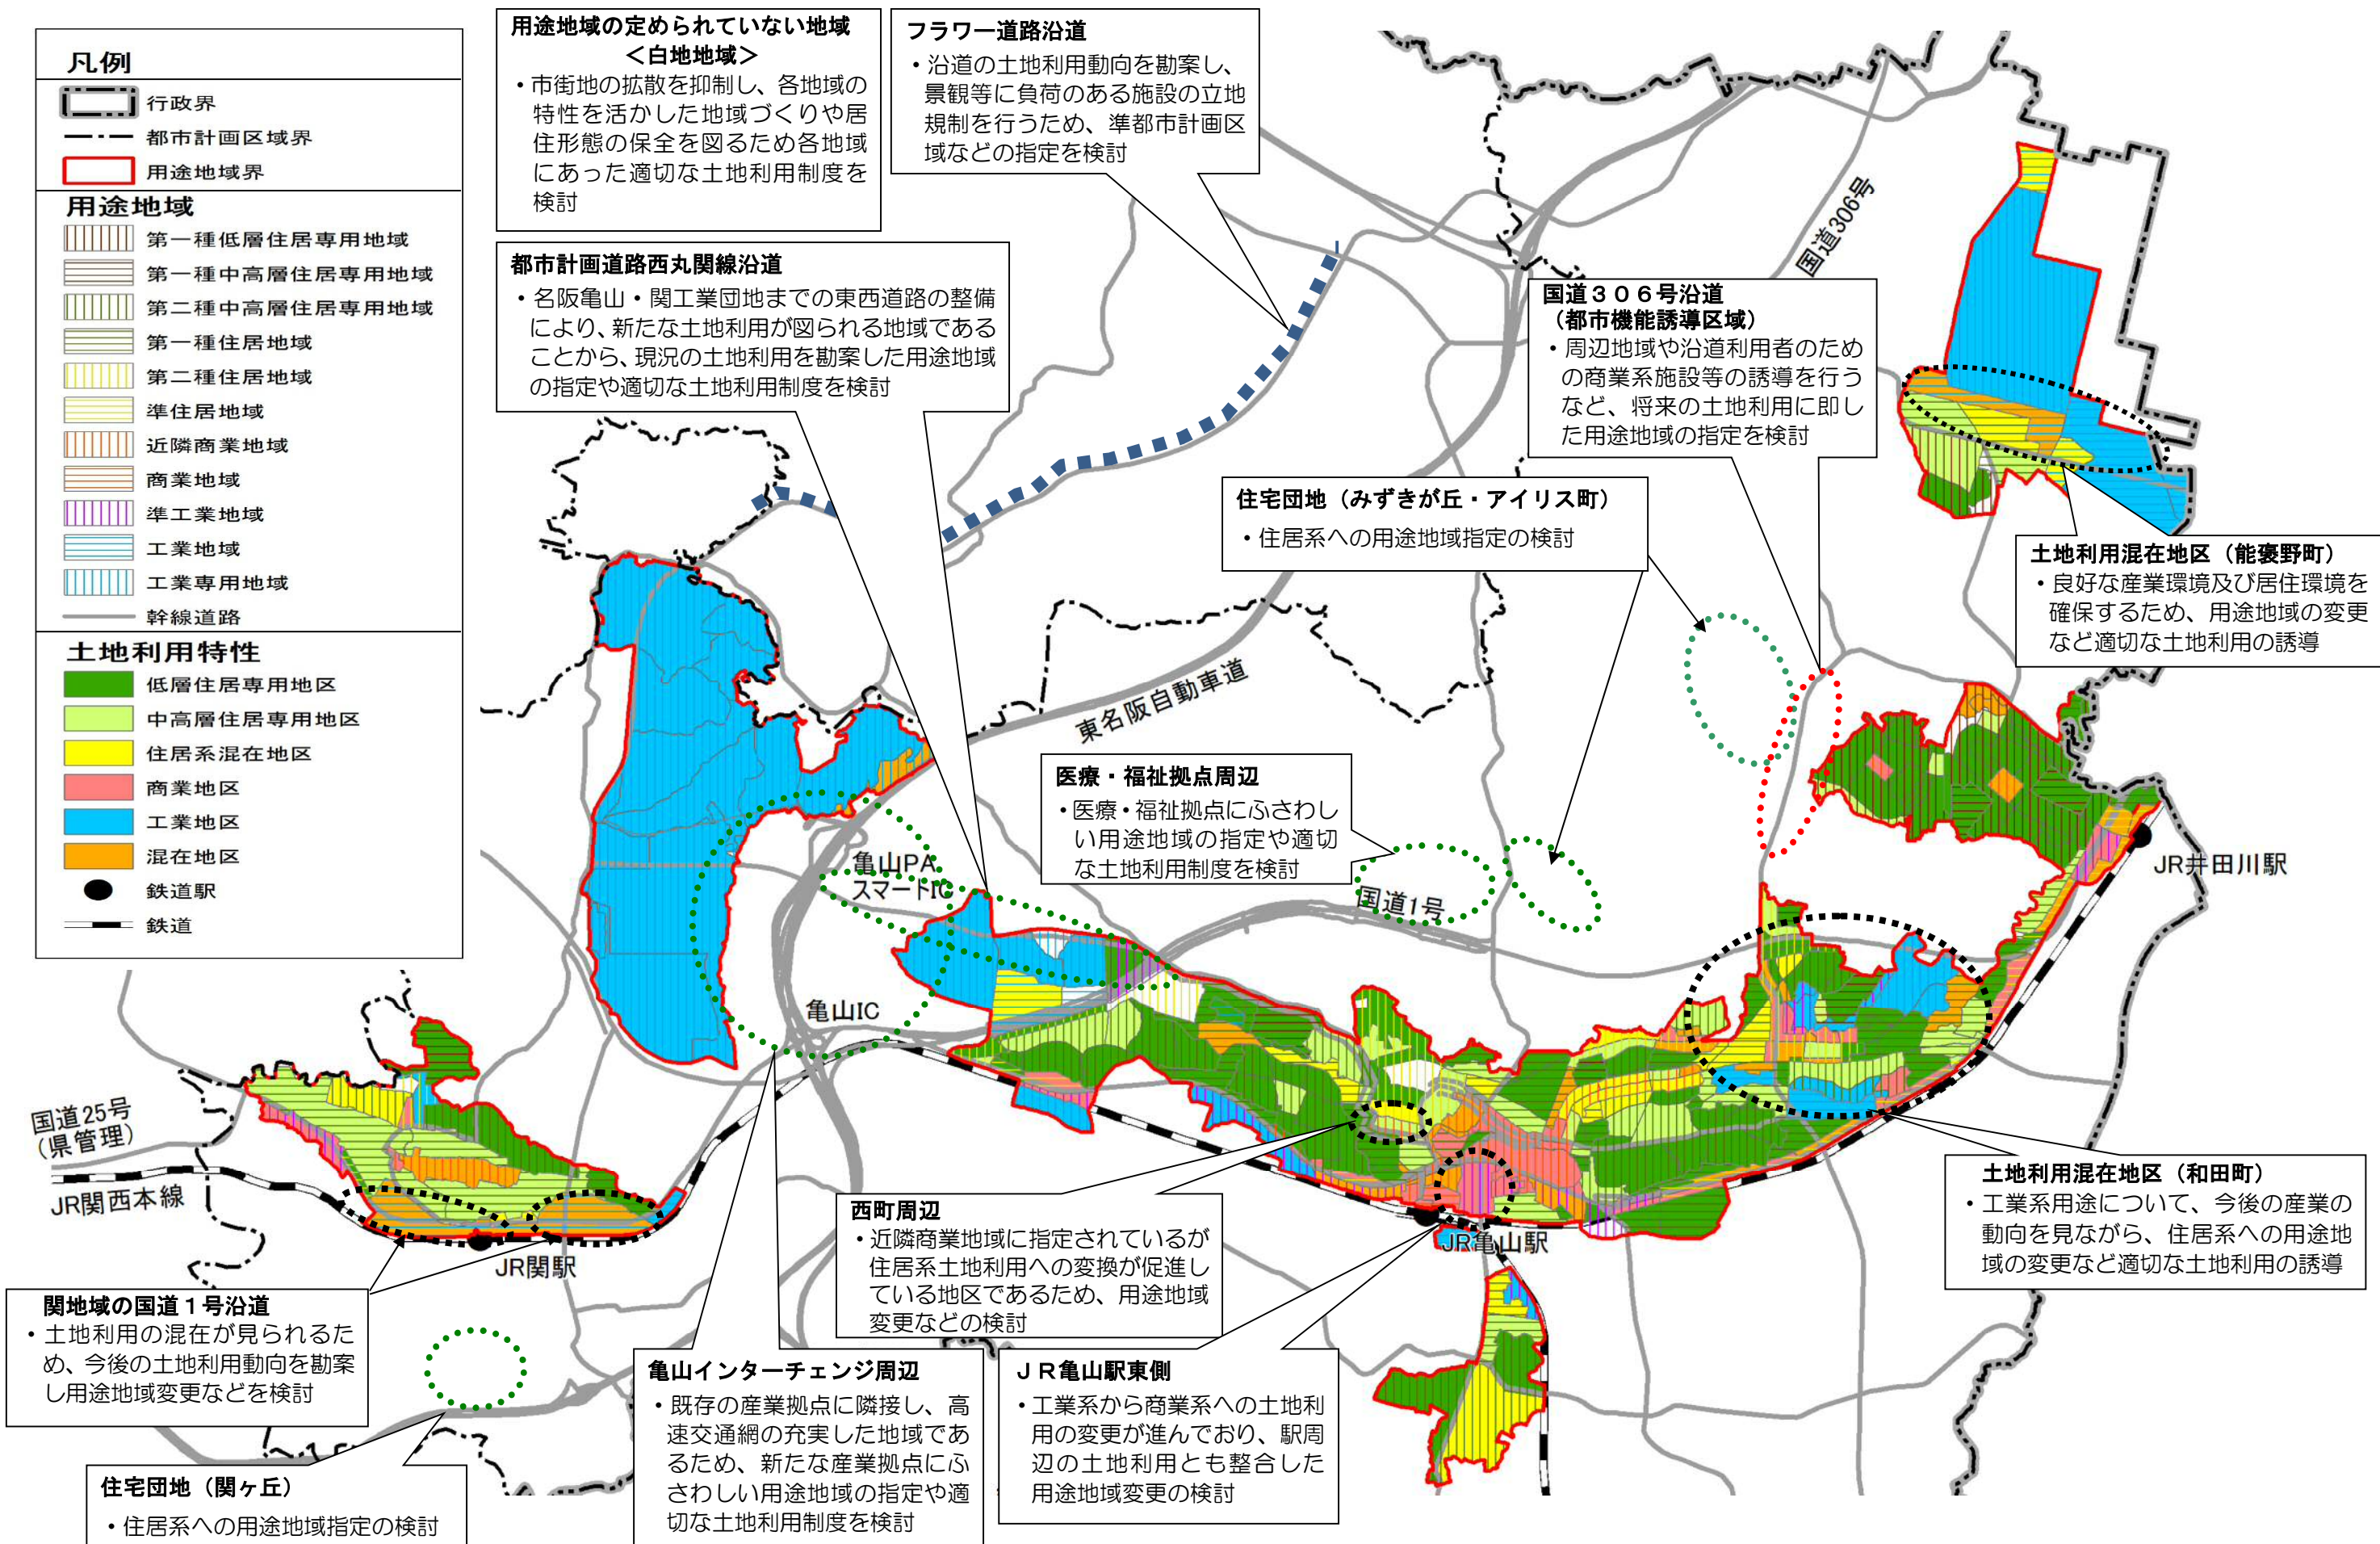 凡例
行政界
都市計画区域界
用途地域界
用途地域
第一種低層住居専用地域
第一種中高層住居専用地域
第二種中高層住居専用地域
第一種住居地域
第二種住居地域
準住居地域
近隣商業地域
商業地域
準工業地域
工業地域
工業専用地域
幹線道路
土地利用特性
低層住居専用地区
中高層住居専用地区
住居系混在地区
商業地区
工業地区
混在地区
鉄道駅
鉄道
用途地域の定められていない地域
＜白地地域＞
・市街地の拡散を抑制し、各地域の
特性を活かした地域づくりや居
住形態の保全を図るため各地域
にあった適切な土地利用制度を
検討
フラワー道路沿道
・沿道の土地利用動向を勘案し、
景観等に負荷のある施設の立地
規制を行うため、準都市計画区
域などの指定を検討
都市計画道路西丸関線沿道
・名阪亀山・関工業団地までの東西道路の整備
により、新たな土地利用が図られる地域である
ことから、現況の土地利用を勘案した用途地域
の指定や適切な土地利用制度を検討
国道306号
国道３０６号沿道
（都市機能誘導区域）
・周辺地域や沿道利用者のため
の商業系施設等の誘導を行う
など、将来の土地利用に即し
た用途地域の指定を検討
住宅団地（みずきが丘・アイリス町）
・住居系への用途地域指定の検討
土地利用混在地区（能褒野町）
・良好な産業環境及び居住環境を
確保するため、用途地域の変更
など適切な土地利用の誘導
東名阪自動車道
医療・福祉拠点周辺
・医療・福祉拠点にふさわし
い用途地域の指定や適切
な土地利用制度を検討
亀山PA
スマートIC
国道1号
JR井田川駅
亀山IC
国道25号
（県管理）
JR関西本線
JR関駅
JR亀山駅
西町周辺
・近隣商業地域に指定されているが
住居系土地利用への変換が促進し
ている地区であるため、用途地域
変更などの検討
土地利用混在地区（和田町）
・工業系用途について、今後の産業の
動向を見ながら、住居系への用途地
域の変更など適切な土地利用の誘導
関地域の国道１号沿道
・土地利用の混在が見られるた
め、今後の土地利用動向を勘案
し用途地域変更などを検討
亀山インターチェンジ周辺
・既存の産業拠点に隣接し、高
速交通網の充実した地域であ
るため、新たな産業拠点にふ
さわしい用途地域の指定や適
切な土地利用制度を検討
ＪＲ亀山駅東側
・工業系から商業系への土地利
用の変更が進んでおり、駅周
辺の土地利用とも整合した
用途地域変更の検討
住宅団地（関ヶ丘）
・住居系への用途地域指定の検討